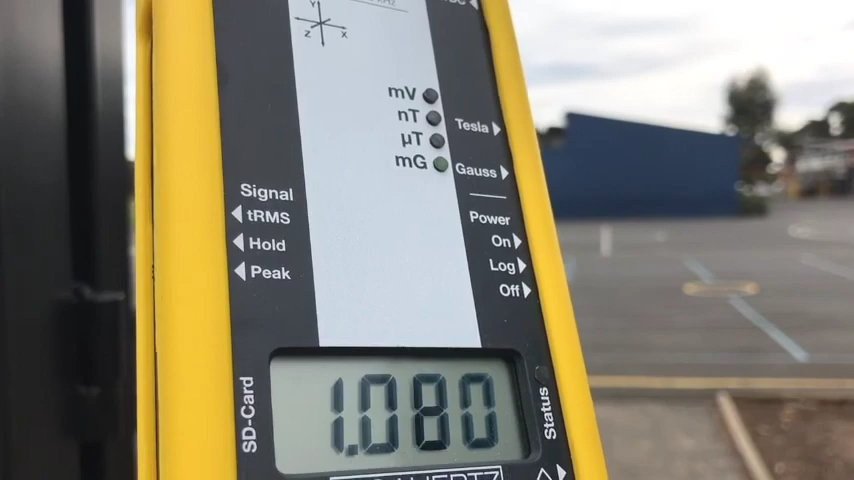 Y
Z X
mV
nT
µT
mG
Tesla
Gauss
Signal
tRMS
Hold
Peak
Power
On
Log
Off
SD-Card
1.080
Status